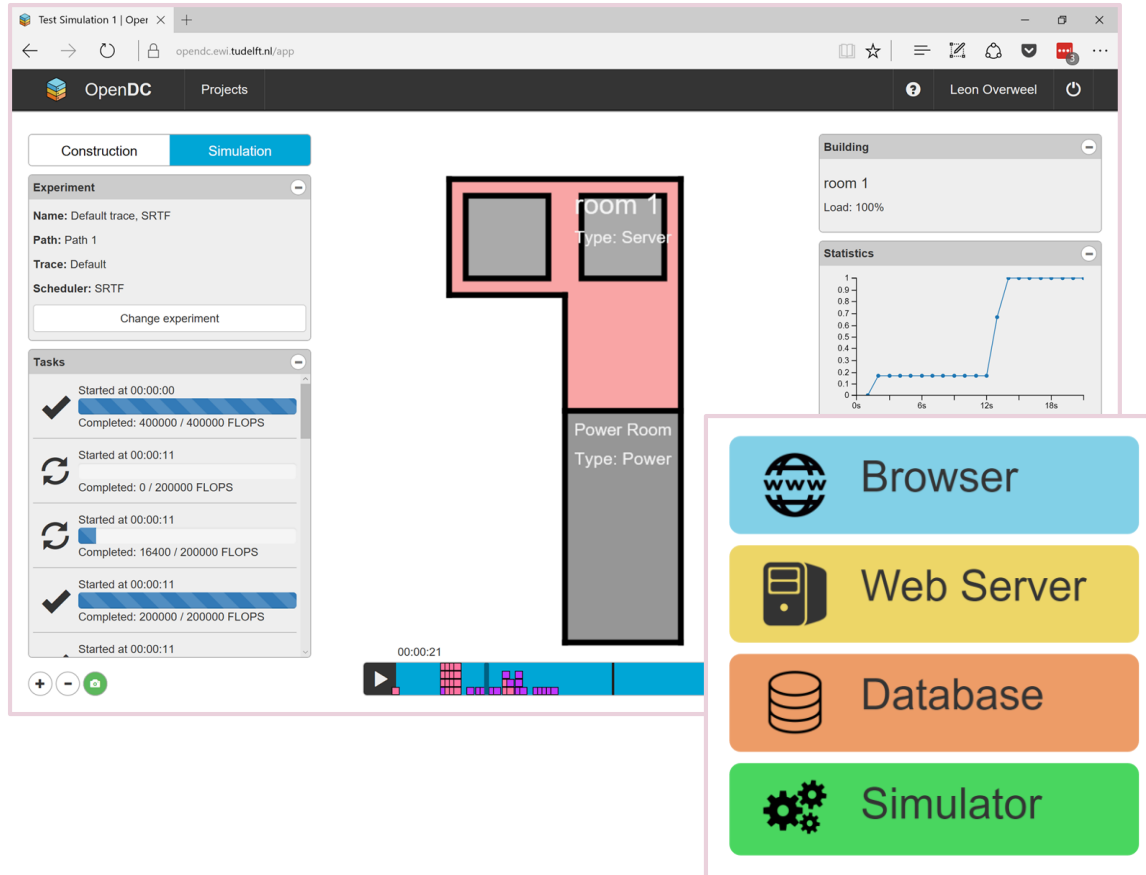 Test Simulation 1 | Oper
opendc.ewi.tudelft.nl/app
3
OpenDC
Projects
?
Leon Overweel
Construction
Simulation
Experiment
Name: Default trace, SRTF
Path: Path 1
Trace: Default
Scheduler: SRTF
Change experiment
Tasks
Started at 00:00:00
Completed: 400000 / 400000 FLOPS
Started at 00:00:11
Completed: 0 / 200000 FLOPS
Started at 00:00:11
Completed: 16400 / 200000 FLOPS
Started at 00:00:11
Completed: 200000 / 200000 FLOPS
Started at 00:00:11
room 1
Type: Server
Power Room
Type: Power
00:00:21
Building
room 1
Load: 100%
Statistics
1
0.9
0.8
0.7
0.6
0.5
0.4
0.3
0.2
0.1
0
0s 6s 12s 18s
WWW
Browser
Web Server
Database
Simulator